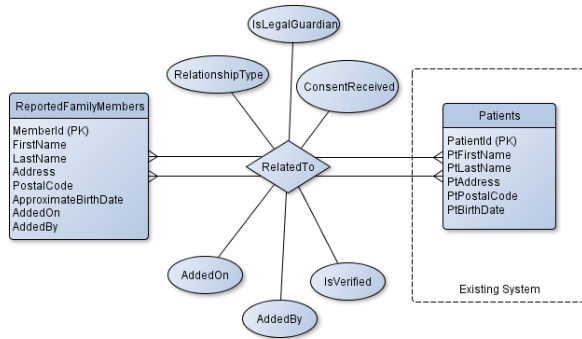 IsLegalGuardian
RelationshipType
ConsentReceived
ReportedFamilyMembers
MemberId (PK)
FirstName
LastName
Address
PostalCode
ApproximateBirthDate
AddedOn
AddedBy
RelatedTo
Patients
PatientId (PK)
PtFirstName
PtLastName
PtAddress
PtPostalCode
PtBirthDate
AddedOn
AddedBy
IsVerified
Existing System